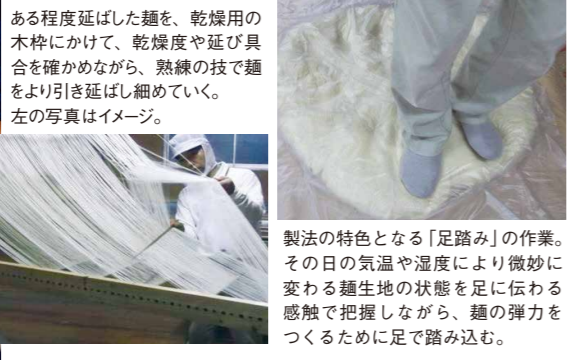 ある程度延ばした麺を、乾燥用の
木枠にかけて、乾燥度や延び具
合を確かめながら、熟練の技で麺
をより引き延ばし細めていく。
左の写真はイメージ。
製法の特色となる「足踏み」の作業。
その日の気温や湿度により微妙に
変わる麺生地の状態を足に伝わる
感触で把握しながら、麺の弾力を
つくるために足で踏み込む。